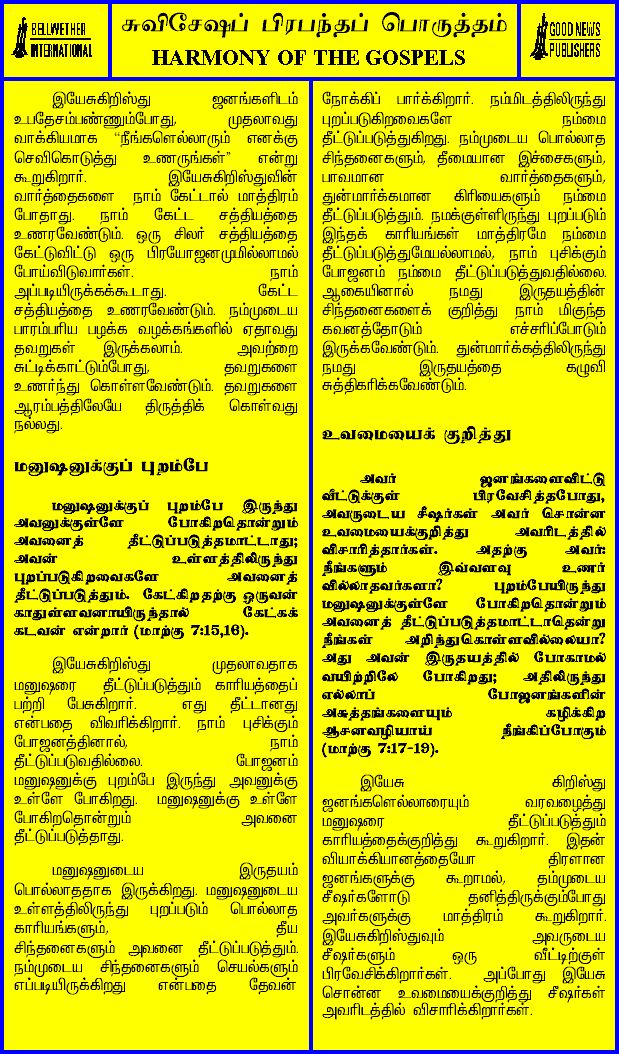 BELLWETHER
INTERNATIONAL
சுவிசேஷப் பிரபந்தப் பொருத்தம்
HARMONY OF THE GOSPELS
GOOD NEWS
PUBLISHERS
இயேசுகிறிஸ்து ஜனங்களிடம்
உபதேசம்பண்ணும்போது, முதலாவது
வாக்கியமாக “நீங்களெல்லாரும் எனக்கு
செவிகொடுத்து உணருங்கள்” என்று
கூறுகிறார். இயேசுகிறிஸ்துவின்
வார்த்தைகளை நாம் கேட்டால் மாத்திரம்
போதாது. நாம் கேட்ட சத்தியத்தை
உணரவேண்டும். ஒரு சிலர் சத்தியத்தை
கேட்டுவிட்டு ஒரு பிரயோஜனமுமில்லாமல்
போய்விடுவார்கள். நாம்
அப்படியிருக்கக்கூடாது. கேட்ட
சத்தியத்தை உணரவேண்டும். நம்முடைய
பாரம்பரிய பழக்க வழக்கங்களில் ஏதாவது
தவறுகள் இருக்கலாம். அவற்றை
சுட்டிக்காட்டும்போது, தவறுகளை
உணர்ந்து கொள்ளவேண்டும். தவறுகளை
ஆரம்பத்திலேயே திருத்திக் கொள்வது
நல்லது.
மனுஷனுக்குப் புறம்பே
மனுஷனுக்குப் புறம்பே இருந்து
அவனுக்குள்ளே போகிறதொன்றும்
அவனைத் தீட்டுப்படுத்தமாட்டாது;
அவன் உள்ளத்திலிருந்து
புறப்படுகிறவைகளே அவனைத்
தீட்டுப்படுத்தும். கேட்கிறதற்கு ஒருவன்
காதுள்ளவனாயிருந்தால் கேட்கக்
கடவன் என்றார் (மாற்கு 7:15,16).
இயேசுகிறிஸ்து முதலாவதாக
மனுஷரை தீட்டுப்படுத்தும் காரியத்தைப்
பற்றி பேசுகிறார். எது தீட்டானது
என்பதை விவரிக்கிறார். நாம் புசிக்கும்
போஜனத்தினால், நாம்
தீட்டுப்படுவதில்லை. போஜனம்
மனுஷனுக்கு புறம்பே இருந்து அவனுக்கு
உள்ளே போகிறது. மனுஷனுக்கு உள்ளே
போகிறதொன்றும் அவனை
தீட்டுப்படுத்தாது.
மனுஷனுடைய இருதயம்
பொல்லாததாக இருக்கிறது. மனுஷனுடைய
உள்ளத்திலிருந்து புறப்படும் பொல்லாத
காரியங்களும், தீய
சிந்தனைகளும் அவனை தீட்டுப்படுத்தும்.
நம்முடைய சிந்தனைகளும் செயல்களும்
எப்படியிருக்கிறது என்பதை தேவன்
நோக்கிப் பார்க்கிறார். நம்மிடத்திலிருந்து
புறப்படுகிறவைகளே நம்மை
தீட்டுப்படுத்துகிறது. நம்முடைய பொல்லாத
சிந்தனைகளும், தீமையான இச்சைகளும்,
பாவமான வார்த்தைகளும்,
துன்மார்க்கமான கிரியைகளும் நம்மை
தீட்டுப்படுத்தும். நமக்குள்ளிருந்து புறப்படும்
இந்தக் காரியங்கள் மாத்திரமே நம்மை
தீட்டுப்படுத்துமேயல்லாமல், நாம் புசிக்கும்
போஜனம் நம்மை தீட்டுப்படுத்துவதில்லை.
ஆகையினால் நமது இருதயத்தின்
சிந்தனைகளைக் குறித்து நாம் மிகுந்த
கவனத்தோடும் எச்சரிப்போடும்
இருக்கவேண்டும். துன்மார்க்கத்திலிருந்து
நமது இருதயத்தை கழுவி
சுத்திகரிக்கவேண்டும்.
உவமையைக் குறித்து
அவர் ஜனங்களைவிட்டு
வீட்டுக்குள் பிரவேசித்தபோது,
அவருடைய சீஷர்கள் அவர் சொன்ன
உவமையைக்குறித்து அவரிடத்தில்
விசாரித்தார்கள். அதற்கு அவர்:
நீங்களும் இவ்வளவு உணர்
வில்லாதவர்களா? புறம்பேயிருந்து
மனுஷனுக்குள்ளே போகிறதொன்றும்
அவனைத் தீட்டுப்படுத்தமாட்டாதென்று
நீங்கள் அறிந்துகொள்ளவில்லையா?
அது அவன் இருதயத்தில் போகாமல்
வயிற்றிலே போகிறது; அதிலிருந்து
எல்லாப் போஜனங்களின்
அசுத்தங்களையும் கழிக்கிற
ஆசனவழியாய் நீங்கிப்போகும்
(மாற்கு 7:17-19).
இயேசு கிறிஸ்து
ஜனங்களெல்லாரையும் வரவழைத்து
மனுஷரை தீட்டுப்படுத்தும்
காரியத்தைக்குறித்து கூறுகிறார். இதன்
வியாக்கியானத்தையோ திரளான
ஜனங்களுக்கு கூறாமல், தம்முடைய
சீஷர்களோடு தனித்திருக்கும்போது
அவர்களுக்கு மாத்திரம் கூறுகிறார்.
இயேசுகிறிஸ்துவும் அவருடைய
சீஷர்களும் ஒரு வீட்டிற்குள்
பிரவேசிக்கிறார்கள். அப்போது இயேசு
சொன்ன உவமையைக்குறித்து சீஷர்கள்
அவரிடத்தில் விசாரிக்கிறார்கள்.